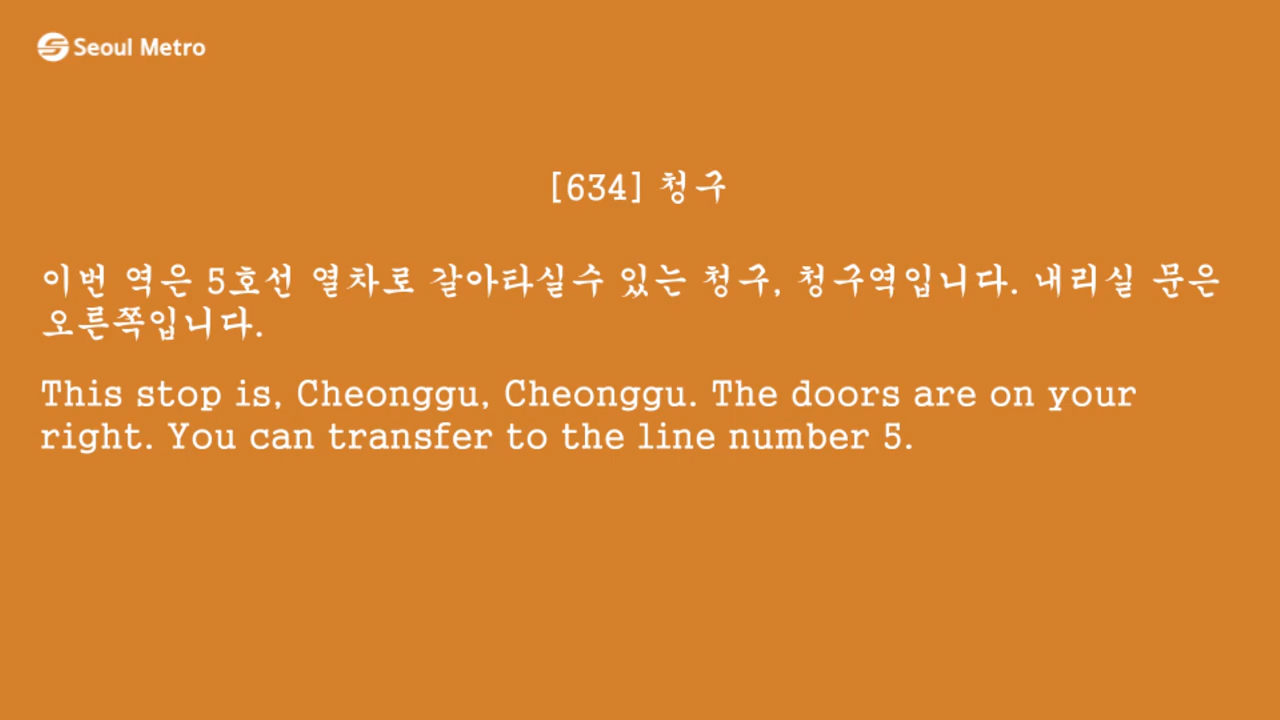 Seoul Metro
[634] 청구
이번 역은 5호선 열차로 갈아타실수 있는 청구, 청구역입니다. 내리실 문은
오른쪽입니다.
This stop is, Cheonggu, Cheonggu. The doors are on your
right. You can transfer to the line number 5.